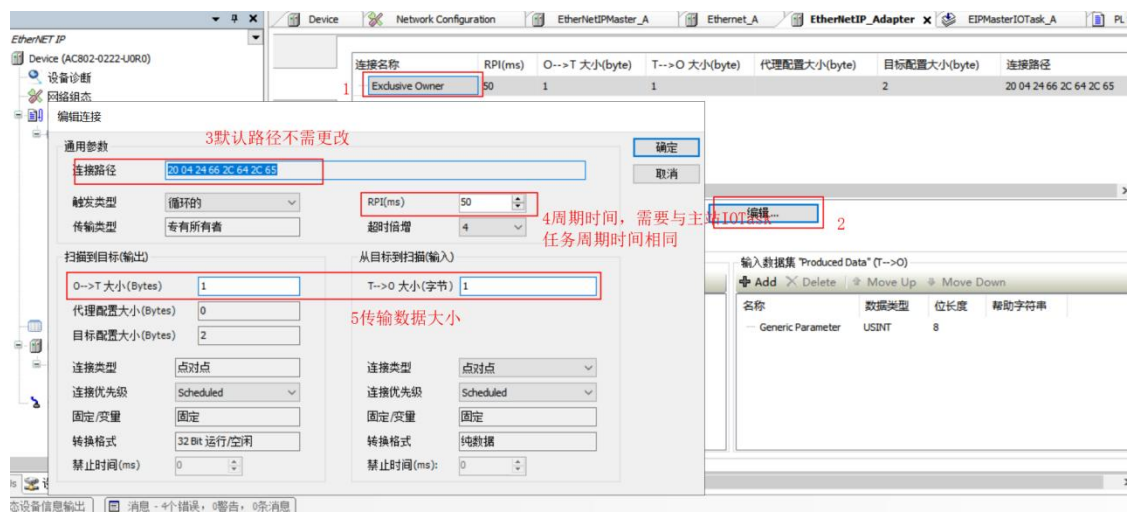 Device
Network Configuration
EtherNetIPMaster_A
Ethernet_A
EtherNetIP_Adapter
EIPMasterIOTask_A
PL
EtherNET IP
Device (AC802-0222-U0R0)
设备诊断
网络组态
连接名称 RPI(ms) O-->T 大小(byte) T-->O 大小(byte) 代理配置大小(byte) 目标配置大小(byte) 连接路径
1 Exclusive Owner 50 1 1 2 20 04 24 66 2C 64 2C 65
编辑连接
通用参数
3默认路径不需更改
确定
连接路径 20 04 24 66 2C 64 2C 65
取消
触发类型 循环的 RPI(ms) 50
4周期时间，需要与主站IOTask
任务周期时间相同
编辑...
2
传输类型 专有所有者 超时倍增 4
扫描到目标(输出) 从目标到扫描(输入)
O-->T 大小(Bytes) 1 T-->O 大小(字节) 1
代理配置大小(Bytes) 0
5传输数据大小
目标配置大小(Bytes) 2
连接类型 点对点 连接类型 点对点
连接优先级 Scheduled 连接优先级 Scheduled
固定/变量 固定 固定/变量 固定
转换格式 32 Bit 运行/空闲 转换格式 纯数据
禁止时间(ms) 0 禁止时间(ms): 0
输入数据集 "Produced Data" (T-->O)
Add Delete Move Up Move Down
名称 数据类型 位长度 帮助字符串
Generic Parameter USINT 8
态设备信息输出 消息 - 4个错误，0警告，0条消息